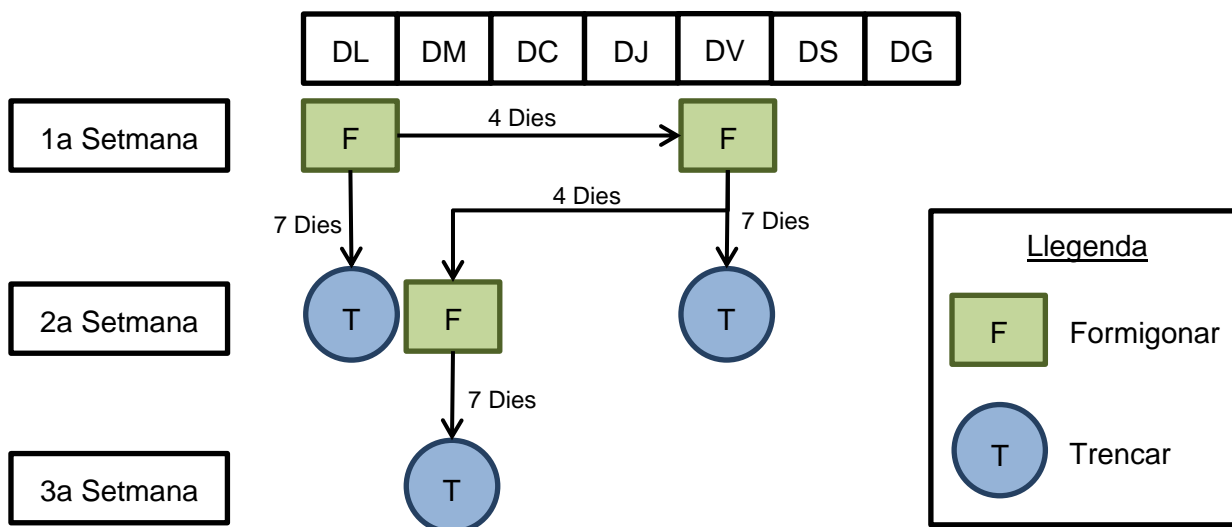 DL DM DC DJ DV DS DG
1a Setmana
F
4 Dies
F
4 Dies
7 Dies
7 Dies
Llegenda
2a Setmana
T
F
T
F
Formigonar
7 Dies
T
Trencar
3a Setmana
T